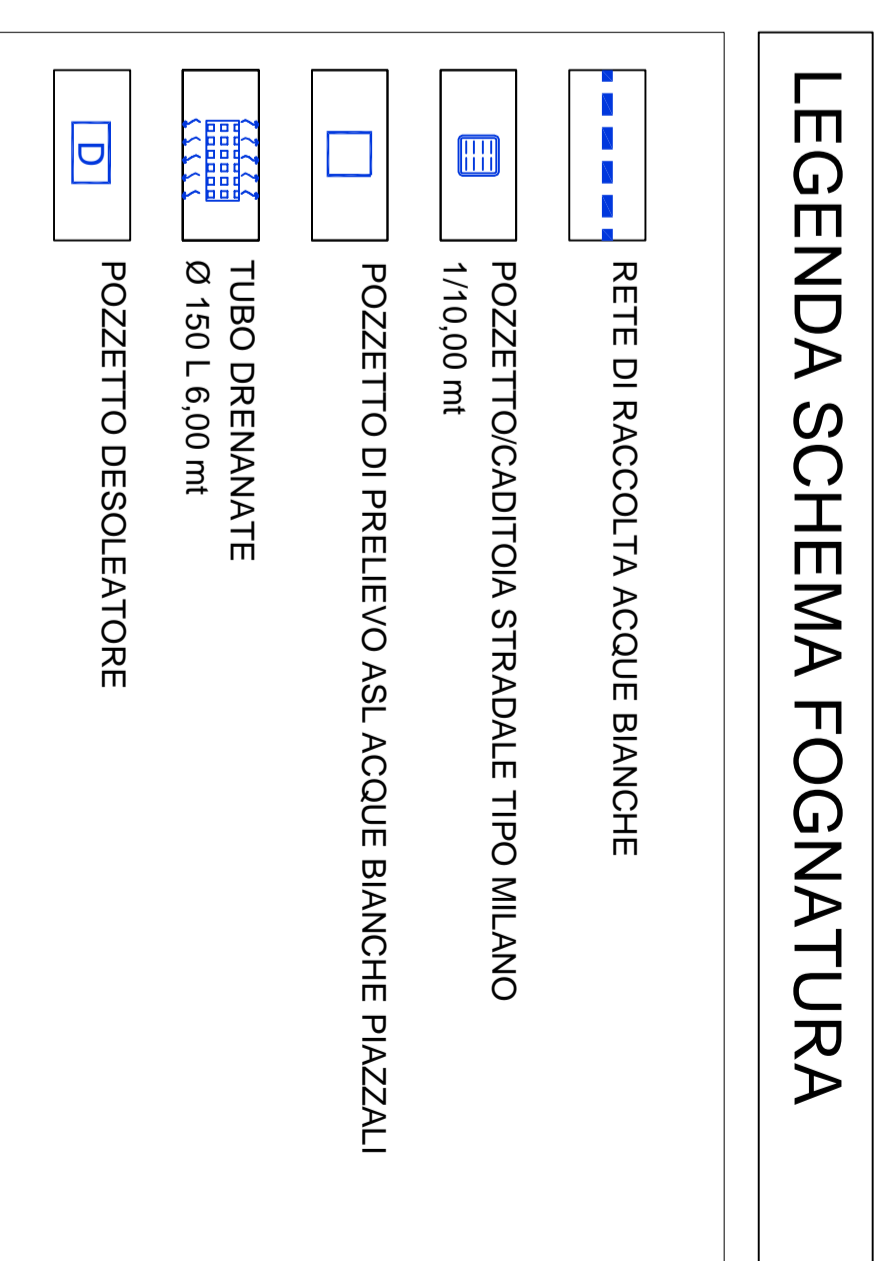 LEGENDA SCHEMA FOGNATURA
RETE DI RACCOLTA ACQUE BIANCHE
POZZETTO/CADITOIA STRADALE TIPO MILANO
1/10,00 mt
POZZETTO DI PRELIEVO ASL ACQUE BIANCHE PIAZZALI
TUBO DRENANATE
Ø 150 L 6,00 mt
D
POZZETTO DESOLEATORE